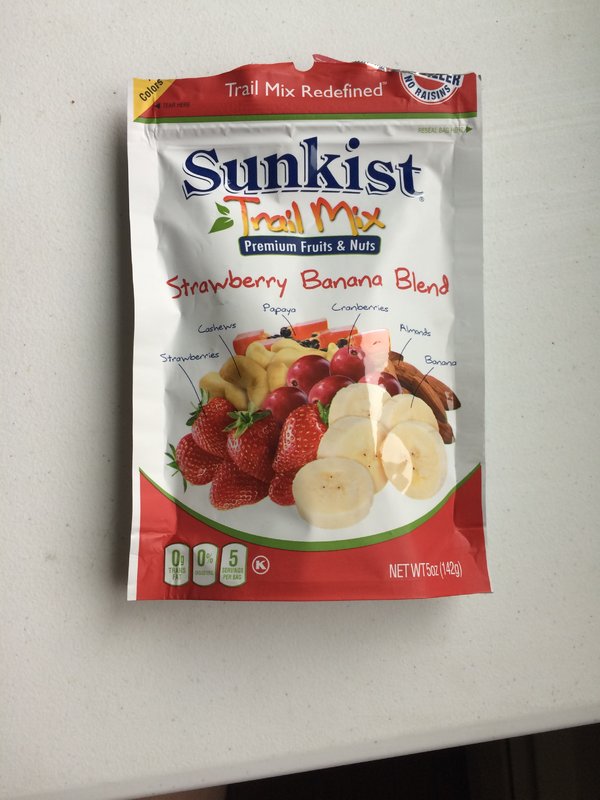 Colors
TEAR HERE
Trail Mix Redefined™
NO RAISINS
RESEAL BAG HERE
Sunkist®
Trail Mix
Premium Fruits & Nuts
Strawberry Banana Blend
Papaya
Cranberries
Cashews
Almonds
Strawberries
Banana
0g
TRANS
FAT
0%
5
SERVINGS
PER BAG
K
NET WT 5oz (142g)